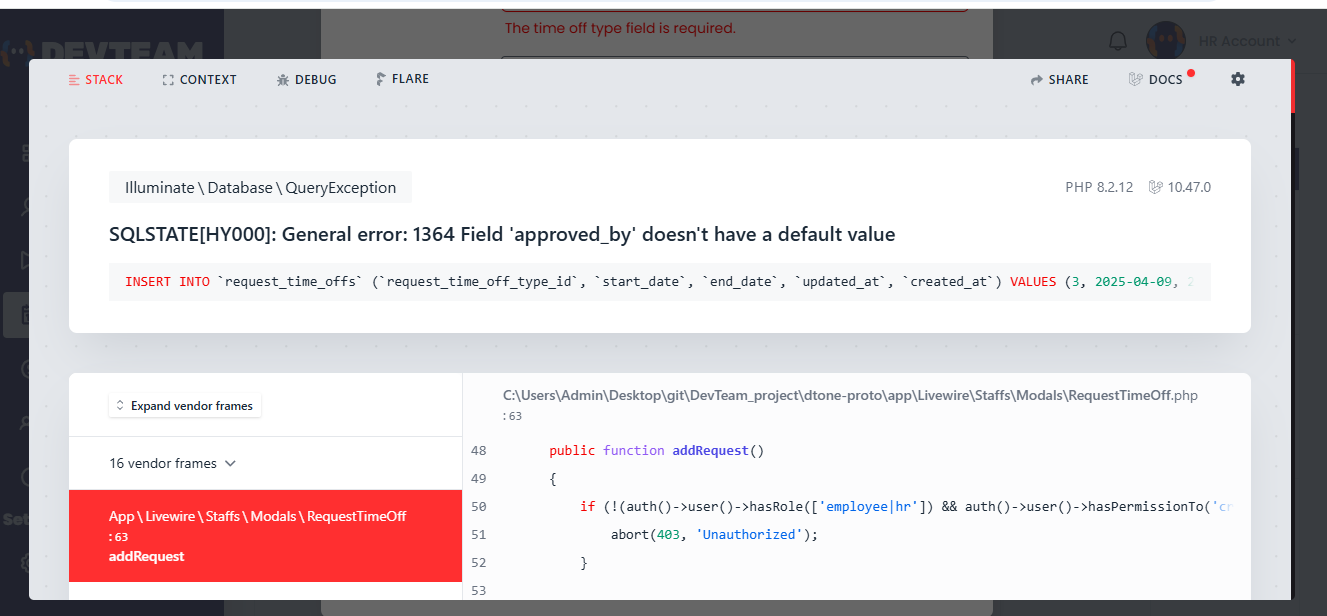 The time off type field is required.
DEVTEAM
HR Account
STACK
CONTEXT
DEBUG
FLARE
SHARE
DOCS
Illuminate\Database\QueryException
PHP 8.2.12
10.47.0
SQLSTATE[HY000]: General error: 1364 Field 'approved_by' doesn't have a default value
INSERT INTO `request_time_offs` (`request_time_off_type_id`, `start_date`, `end_date`, `updated_at`, `created_at`) VALUES (3, 2025-04-09, 2
Expand vendor frames
16 vendor frames
App\Livewire\Staffs\Modals\RequestTimeOff
:63
addRequest
C:\Users\Admin\Desktop\git\DevTeam_project\dtone-proto\app\Livewire\Staffs\Modals\RequestTimeOff.php
:63
48 public function addRequest()
49 {
50 if (!(auth()->user()->hasRole(['employee|hr']) && auth()->user()->hasPermissionTo('cr
51 abort(403, 'Unauthorized');
52 }
53